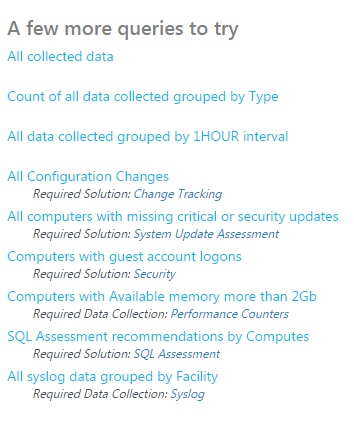 A few more queries to try
All collected data
Count of all data collected grouped by Type
All data collected grouped by 1HOUR interval
All Configuration Changes
Required Solution: Change Tracking
All computers with missing critical or security updates
Required Solution: System Update Assessment
Computers with guest account logons
Required Solution: Security
Computers with Available memory more than 2Gb
Required Data Collection: Performance Counters
SQL Assessment recommendations by Computes
Required Solution: SQL Assessment
All syslog data grouped by Facility
Required Data Collection: Syslog